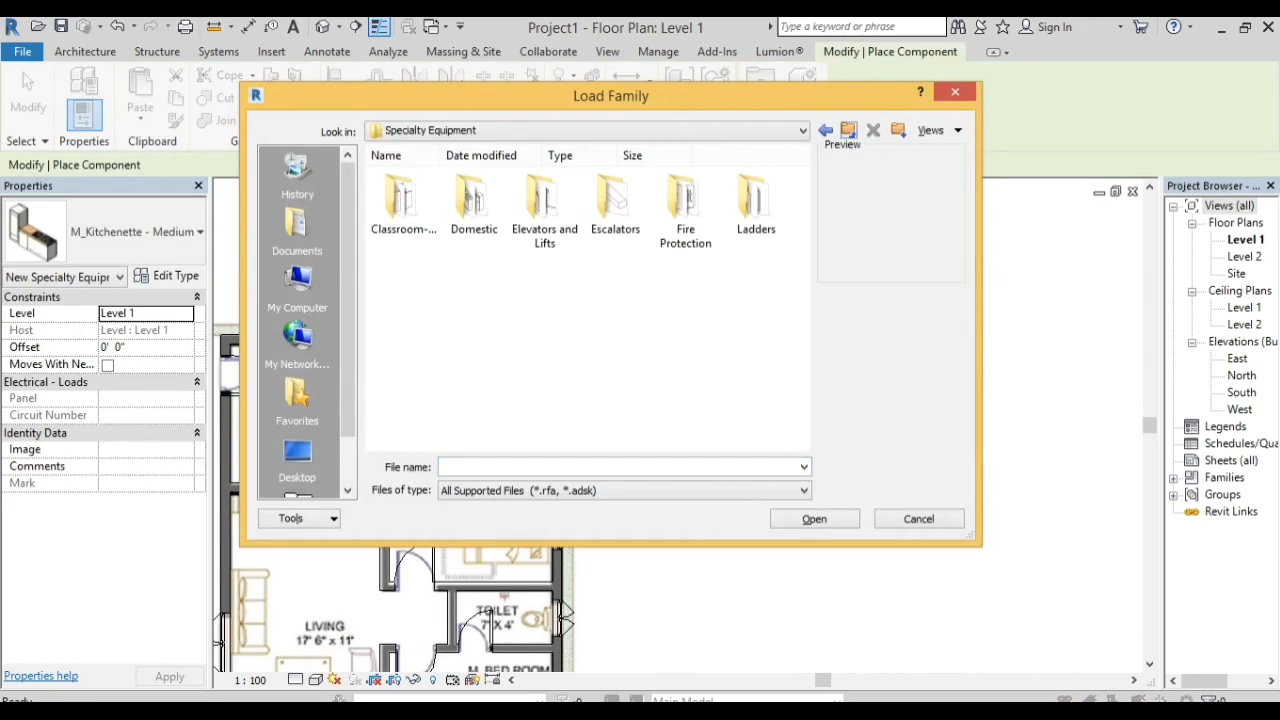 Project1 - Floor Plan: Level 1
Type a keyword or phrase
Sign In
File Architecture Structure Systems Insert Annotate Analyze Massing & Site Collaborate View Manage Add-Ins Lumion® Modify | Place Component
Modify
Paste
Cope
Cut
Join
Select Properties Clipboard
Modify | Place Component
Load Family
Look in:
Specialty Equipment
Views
Preview
Name Date modified Type Size
History
Documents
My Computer
My Network...
Favorites
Desktop
Classroom-...
Domestic
Elevators and
Lifts
Escalators
Fire
Protection
Ladders
File name:
Files of type:
All Supported Files (*.rfa, *.adsk)
Tools
Open
Cancel
Properties
M_Kitchenette - Medium
New Specialty Equipr
Edit Type
Constraints
Level Level 1
Host Level : Level 1
Offset 0' 0"
Moves With Ne...
Electrical - Loads
Panel
Circuit Number
Identity Data
Image
Comments
Mark
Properties help
Apply
LIVING
17' 6" x 11'
TOILET
7' X 4'
M. BED ROOM
1 : 100
Main Model
Project Browser - ...
Views (all)
Floor Plans
Level 1
Level 2
Site
Ceiling Plans
Level 1
Level 2
Elevations (Bu
East
North
South
West
Legends
Schedules/Qua
Sheets (all)
Families
Groups
Revit Links